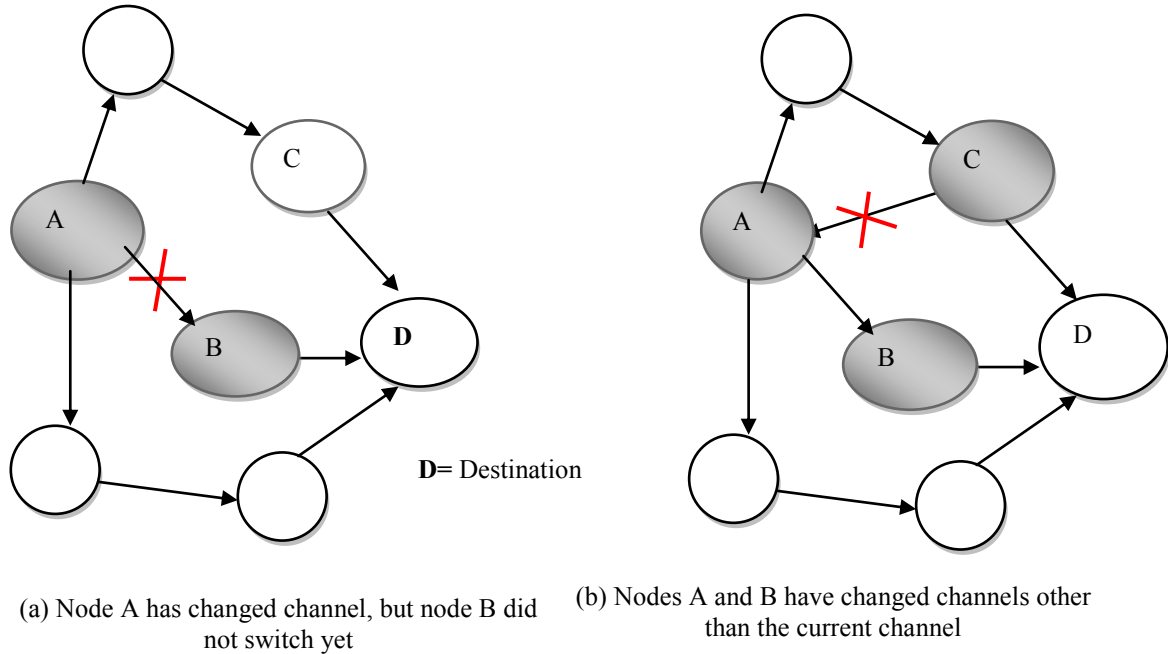 C
A
B
D
D= Destination
(a) Node A has changed channel, but node B did
not switch yet
C
A
B
D
(b) Nodes A and B have changed channels other
than the current channel